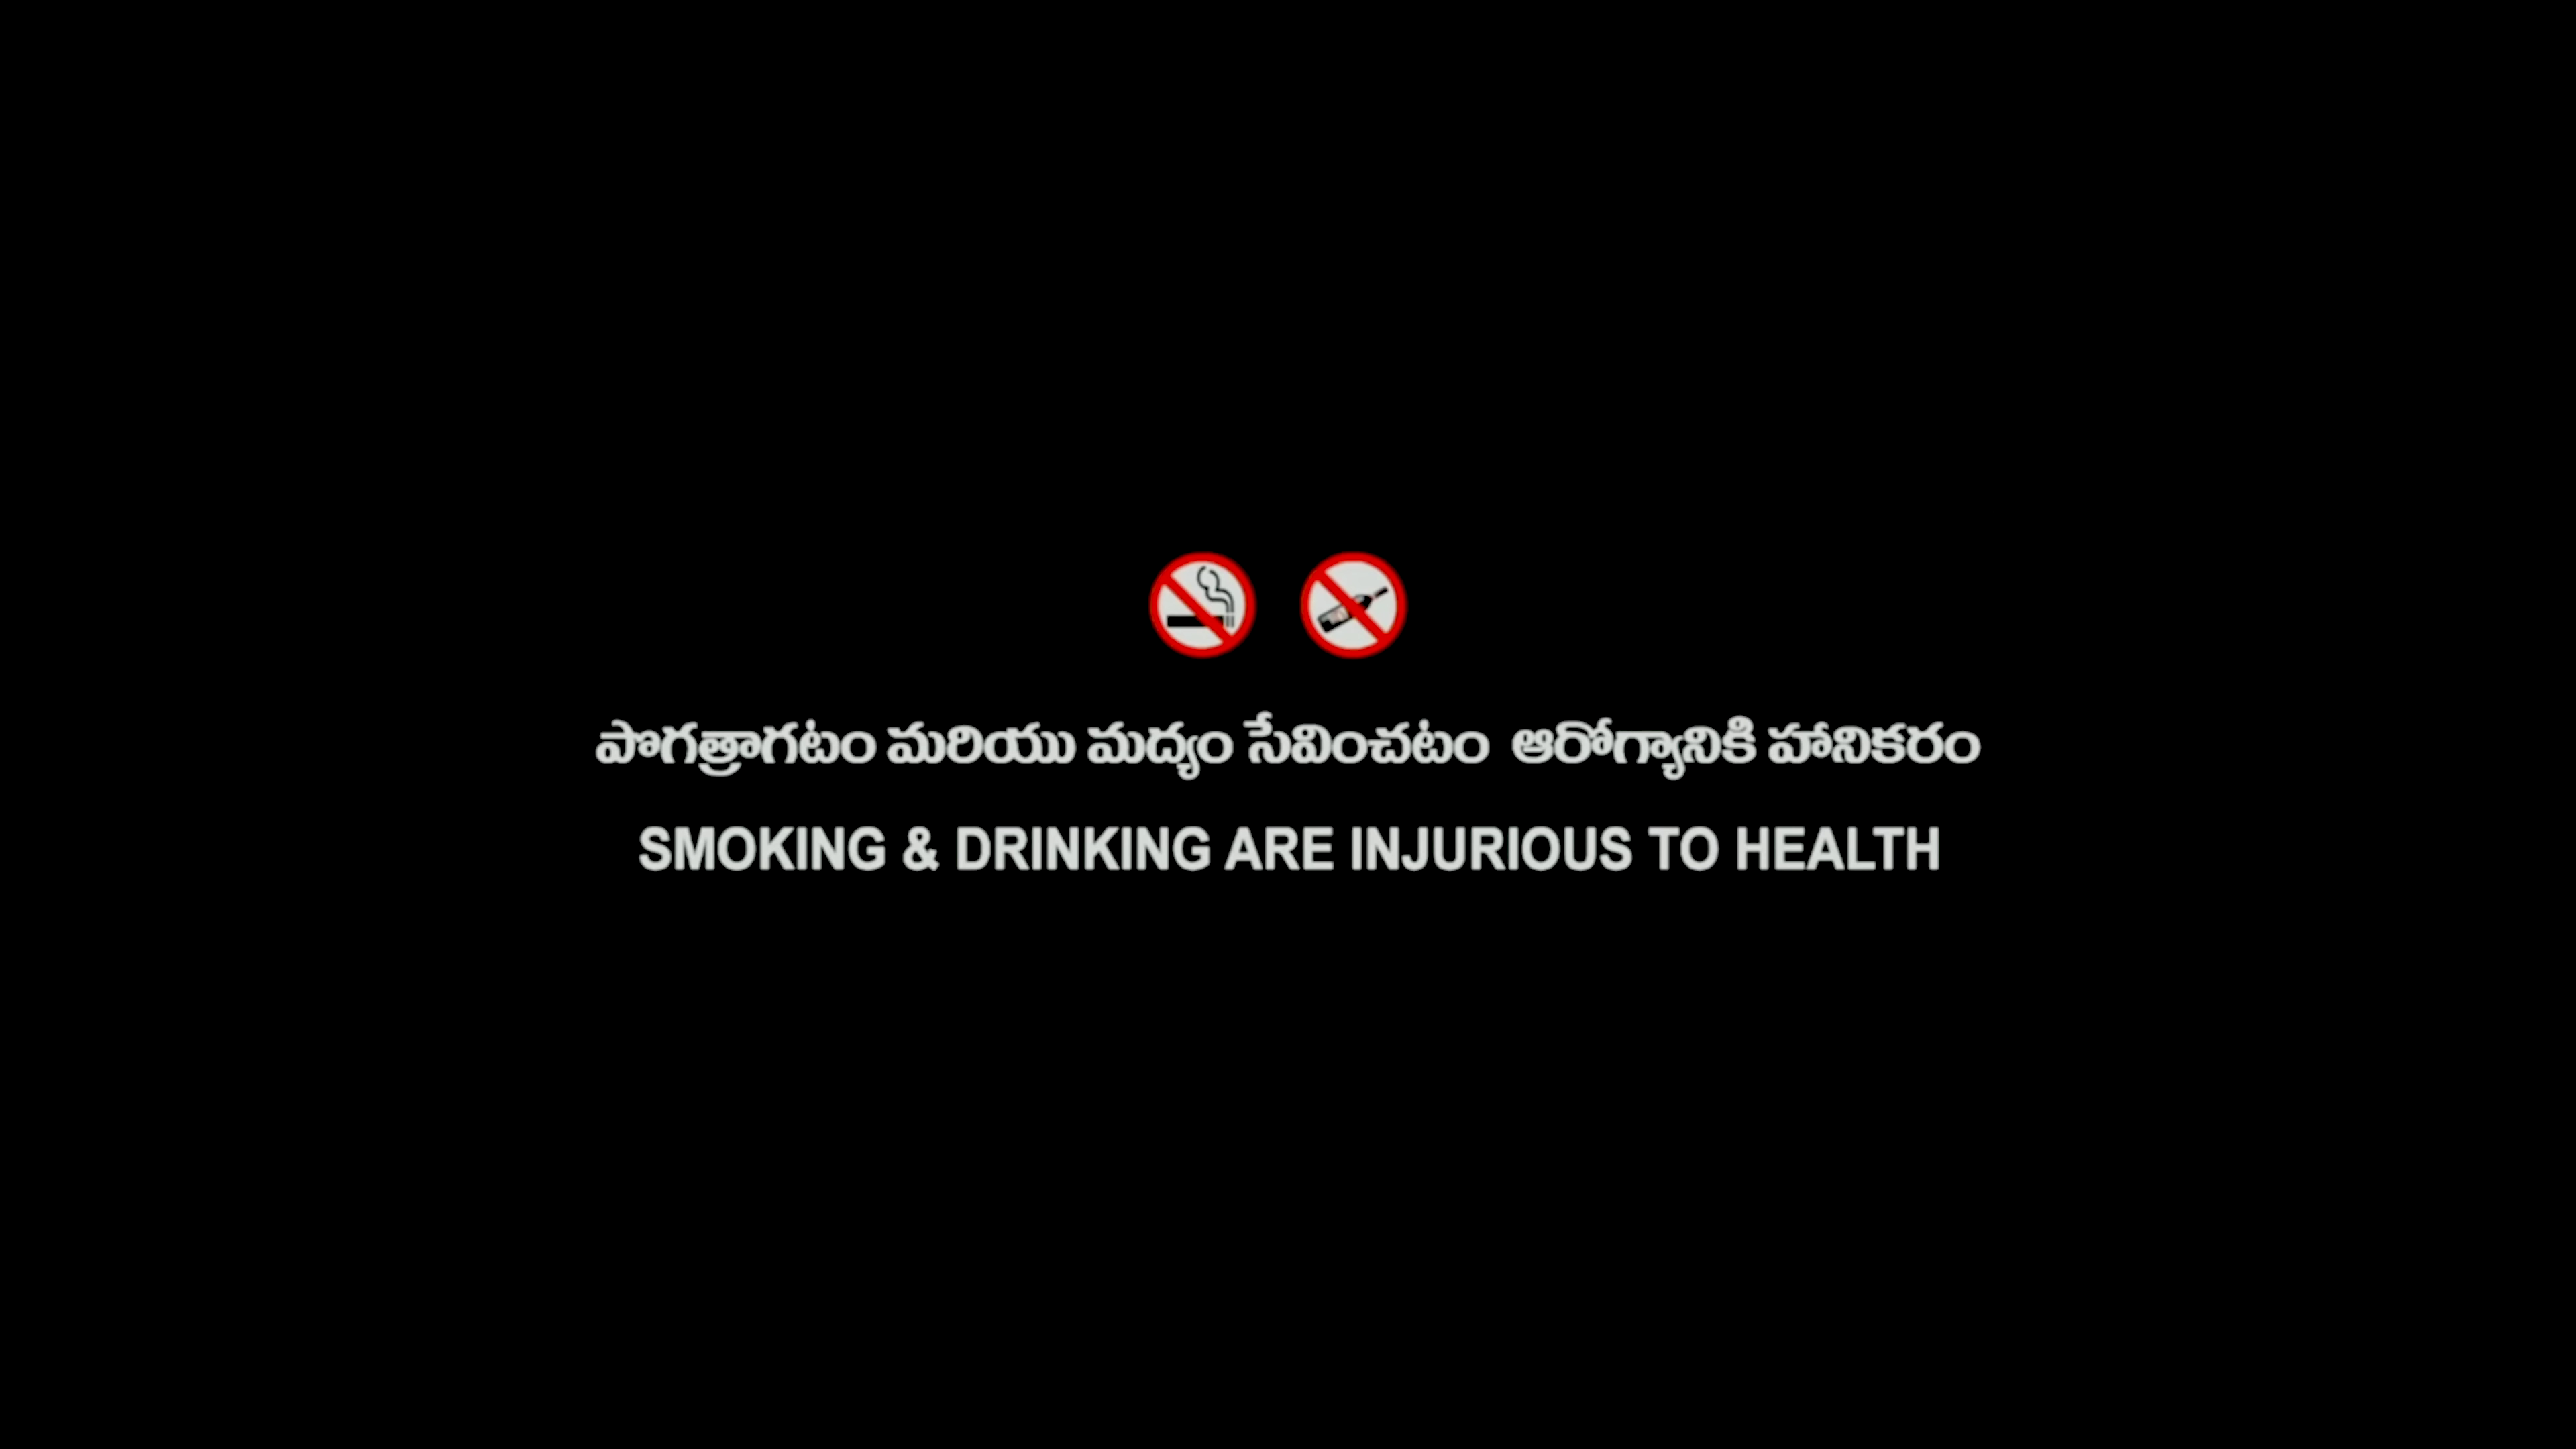 పొగత్రాగటం మరియు మద్యం సేవించటం ఆరోగ్యానికి హానికరం
SMOKING & DRINKING ARE INJURIOUS TO HEALTH